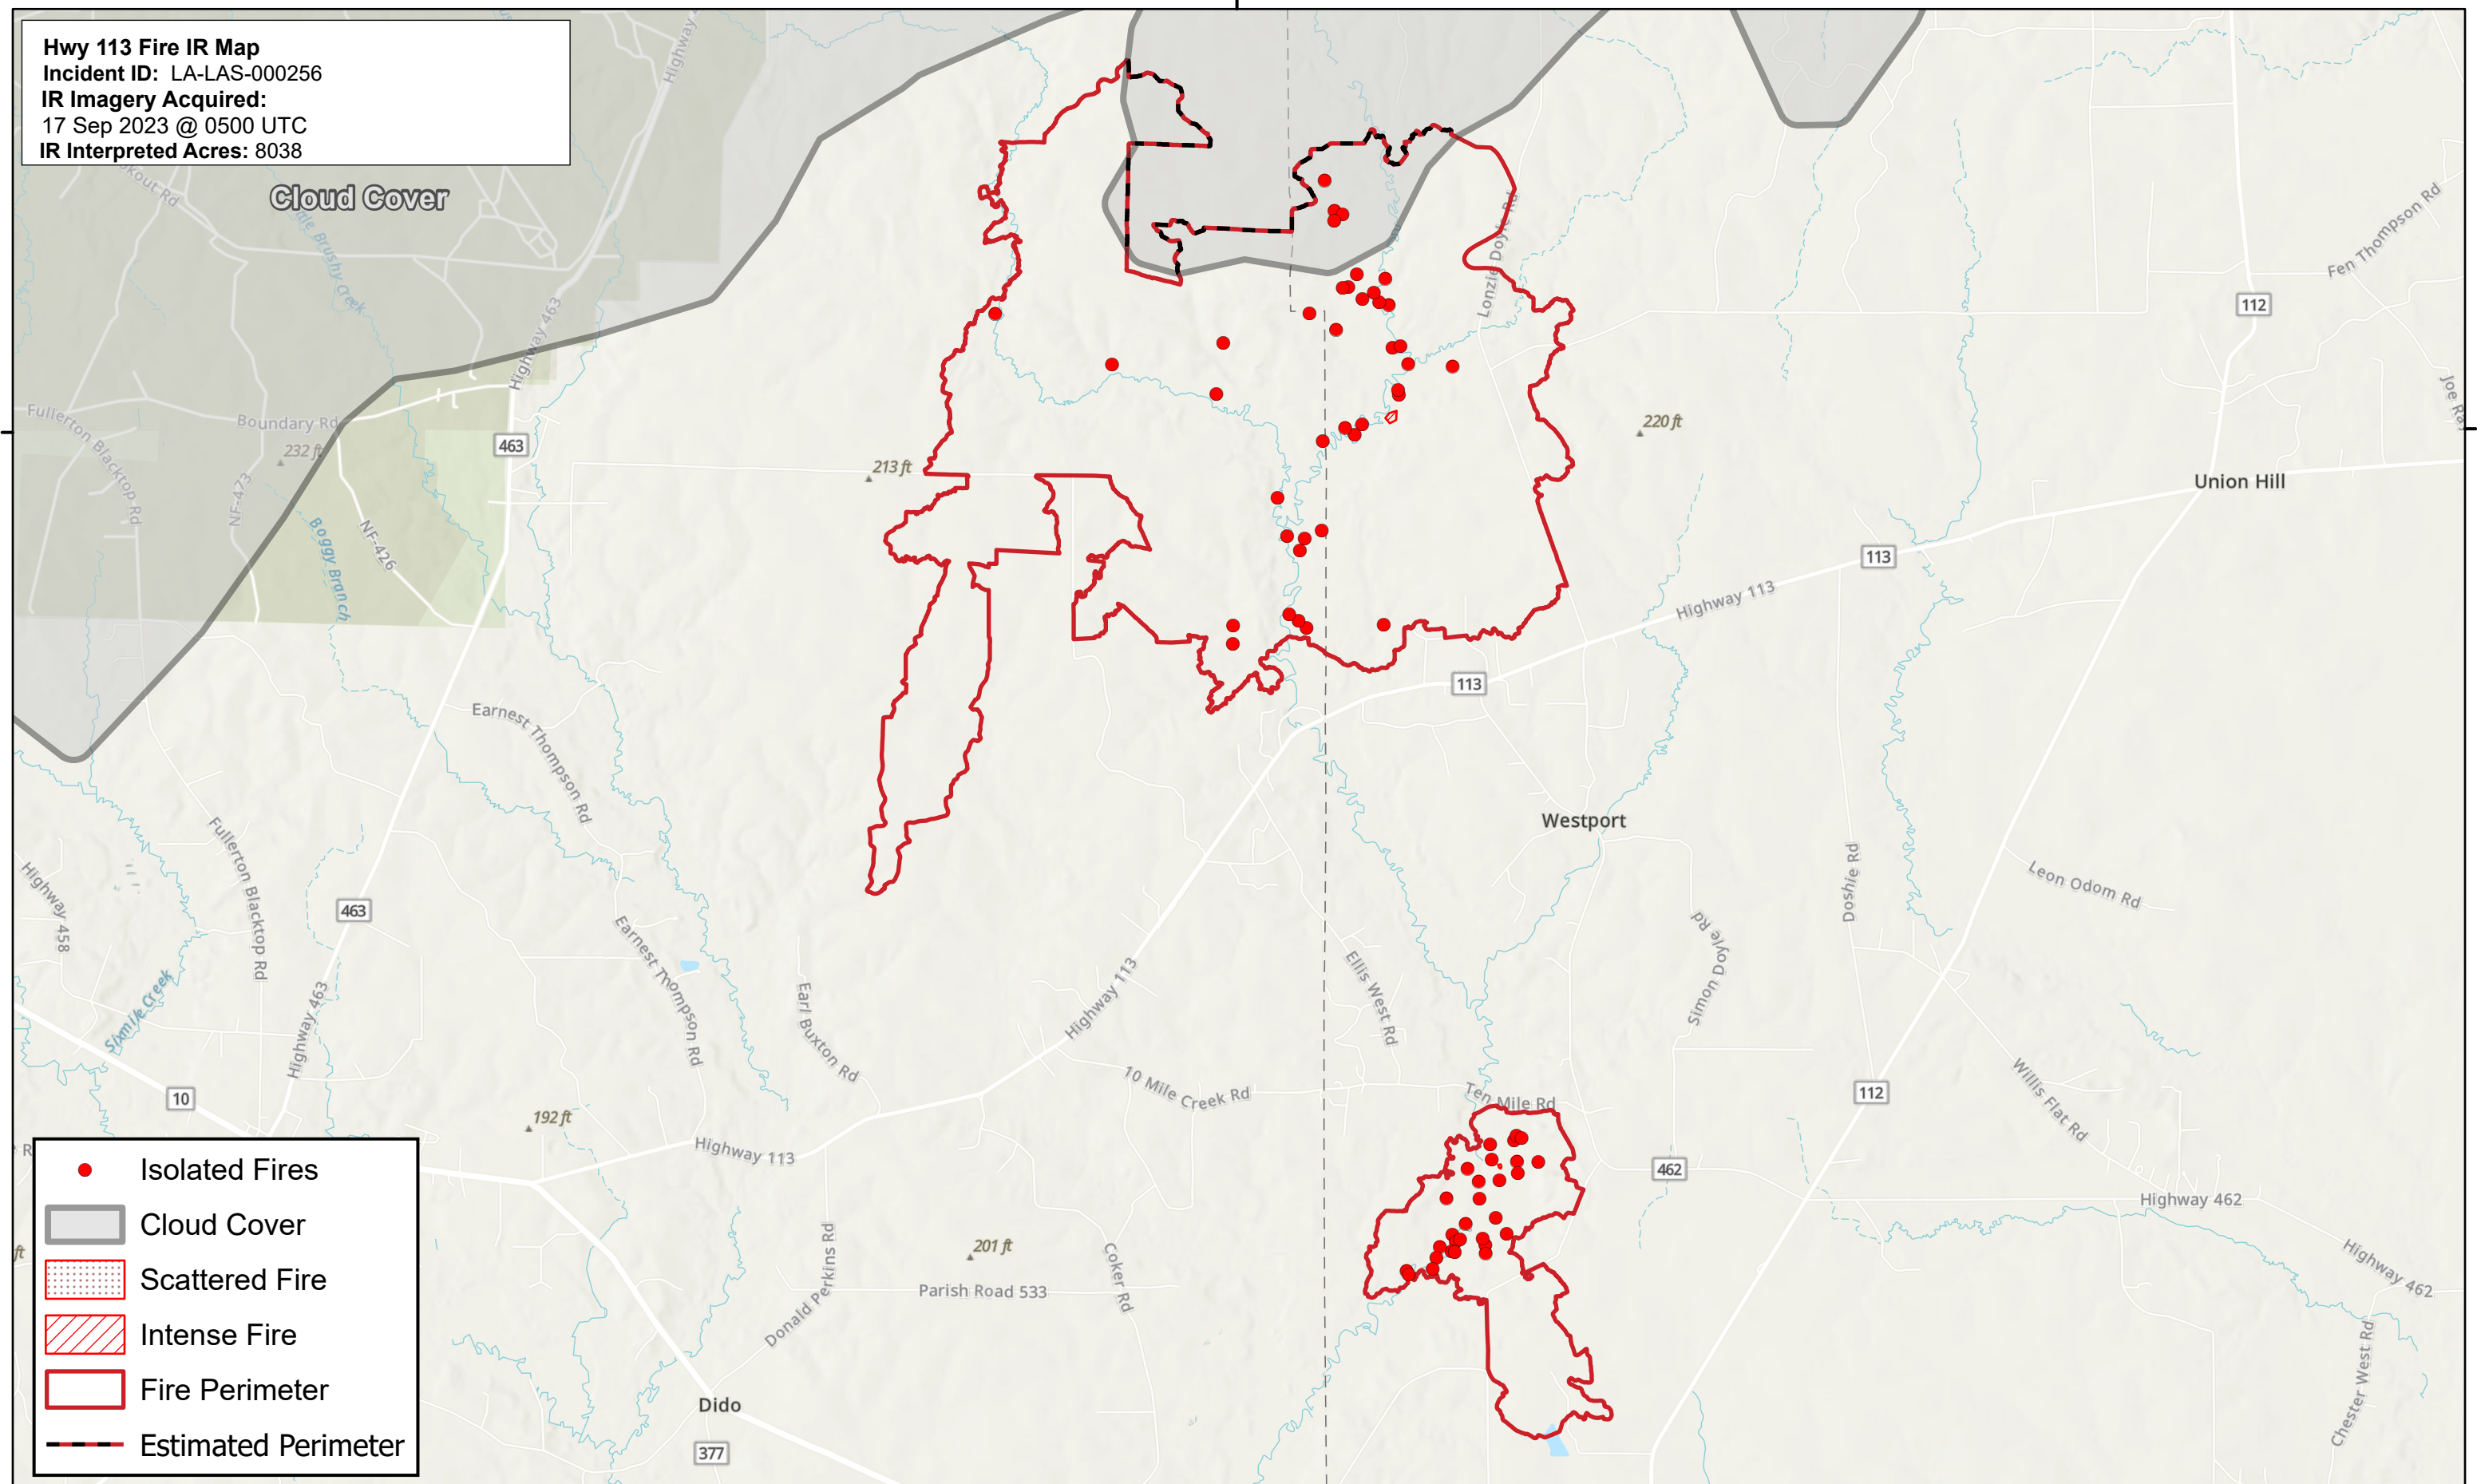 Hwy 113 Fire IR Map
Incident ID: LA-LAS-000256
IR Imagery Acquired:
17 Sep 2023 @ 0500 UTC
IR Interpreted Acres: 8038
Highway
Cloud Cover
Lonzie Doyle Rd
Fen Thompson Rd
112
Highway 463
Fullerton Blacktop Rd
Boundary Rd
232 ft
463
NF-473
Boggy Branch
NF-426
213 ft
220 ft
Union Hill
113
Highway 113
113
Earnest Thompson Rd
Westport
Fullerton Blacktop Rd
Highway 458
463
Doshie Rd
Leon Odom Rd
Simon Doyle Rd
Earnest Thompson Rd
Sixmile Creek
Highway 463
Earl Buxton Rd
Highway 113
Ellis West Rd
10
192 ft
10 Mile Creek Rd
Ten Mile Rd
112
Willis Flat Rd
Highway 113
462
Highway 462
Highway 462
201 ft
Coker Rd
Donald Perkins Rd
Parish Road 533
Chester West Rd
Dido
377
ft
Isolated Fires
Cloud Cover
Scattered Fire
Intense Fire
Fire Perimeter
Estimated Perimeter